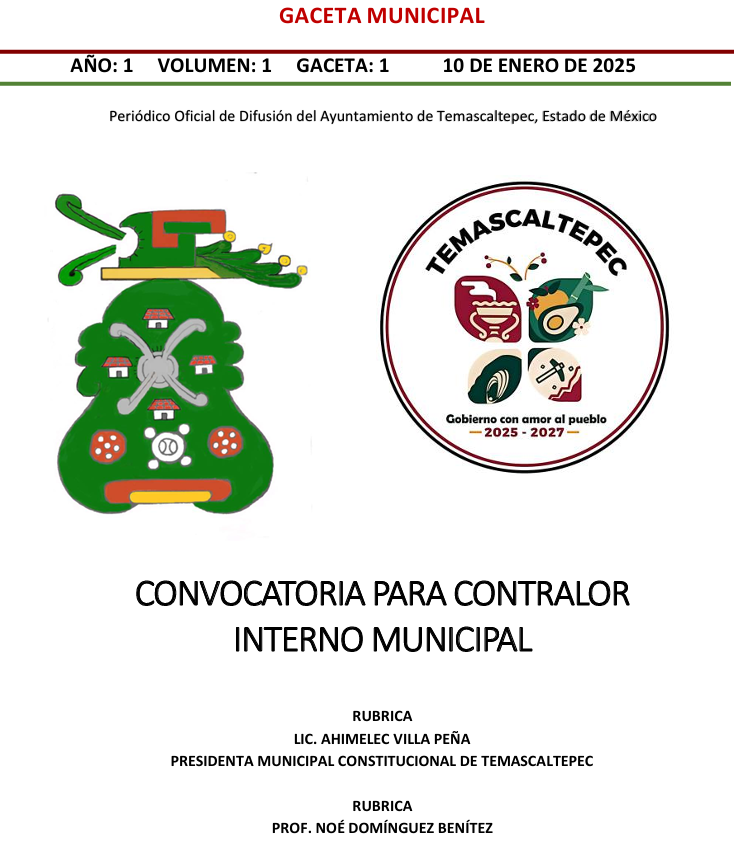 GACETA MUNICIPAL
AÑO: 1 VOLUMEN: 1 GACETA: 1 10 DE ENERO DE 2025
Periódico Oficial de Difusión del Ayuntamiento de Temascaltepec, Estado de México
TEMASCALTEPEC
Gobierno con amor al pueblo
2025 - 2027
CONVOCATORIA PARA CONTRALOR
INTERNO MUNICIPAL
RUBRICA
LIC. AHIMELEC VILLA PEÑA
PRESIDENTA MUNICIPAL CONSTITUCIONAL DE TEMASCALTEPEC
RUBRICA
PROF. NOÉ DOMÍNGUEZ BENÍTEZ